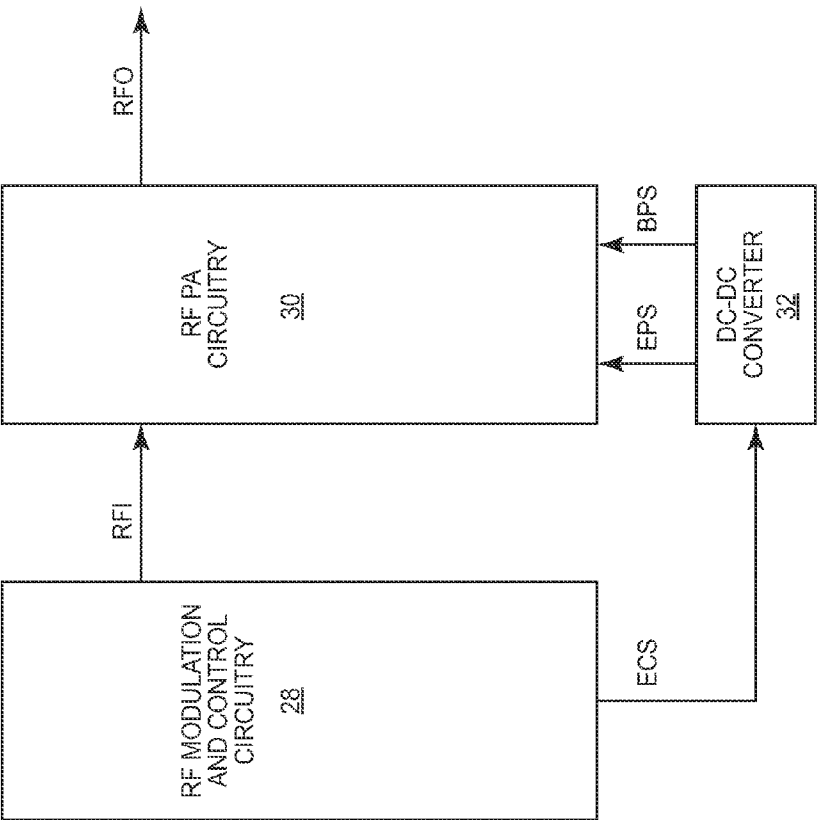 RF MODULATION
AND CONTROL
CIRCUITRY
28
RFI
ECS
RF PA
CIRCUITRY
30
EPS
BPS
DC-DC
CONVERTER
32
RFO